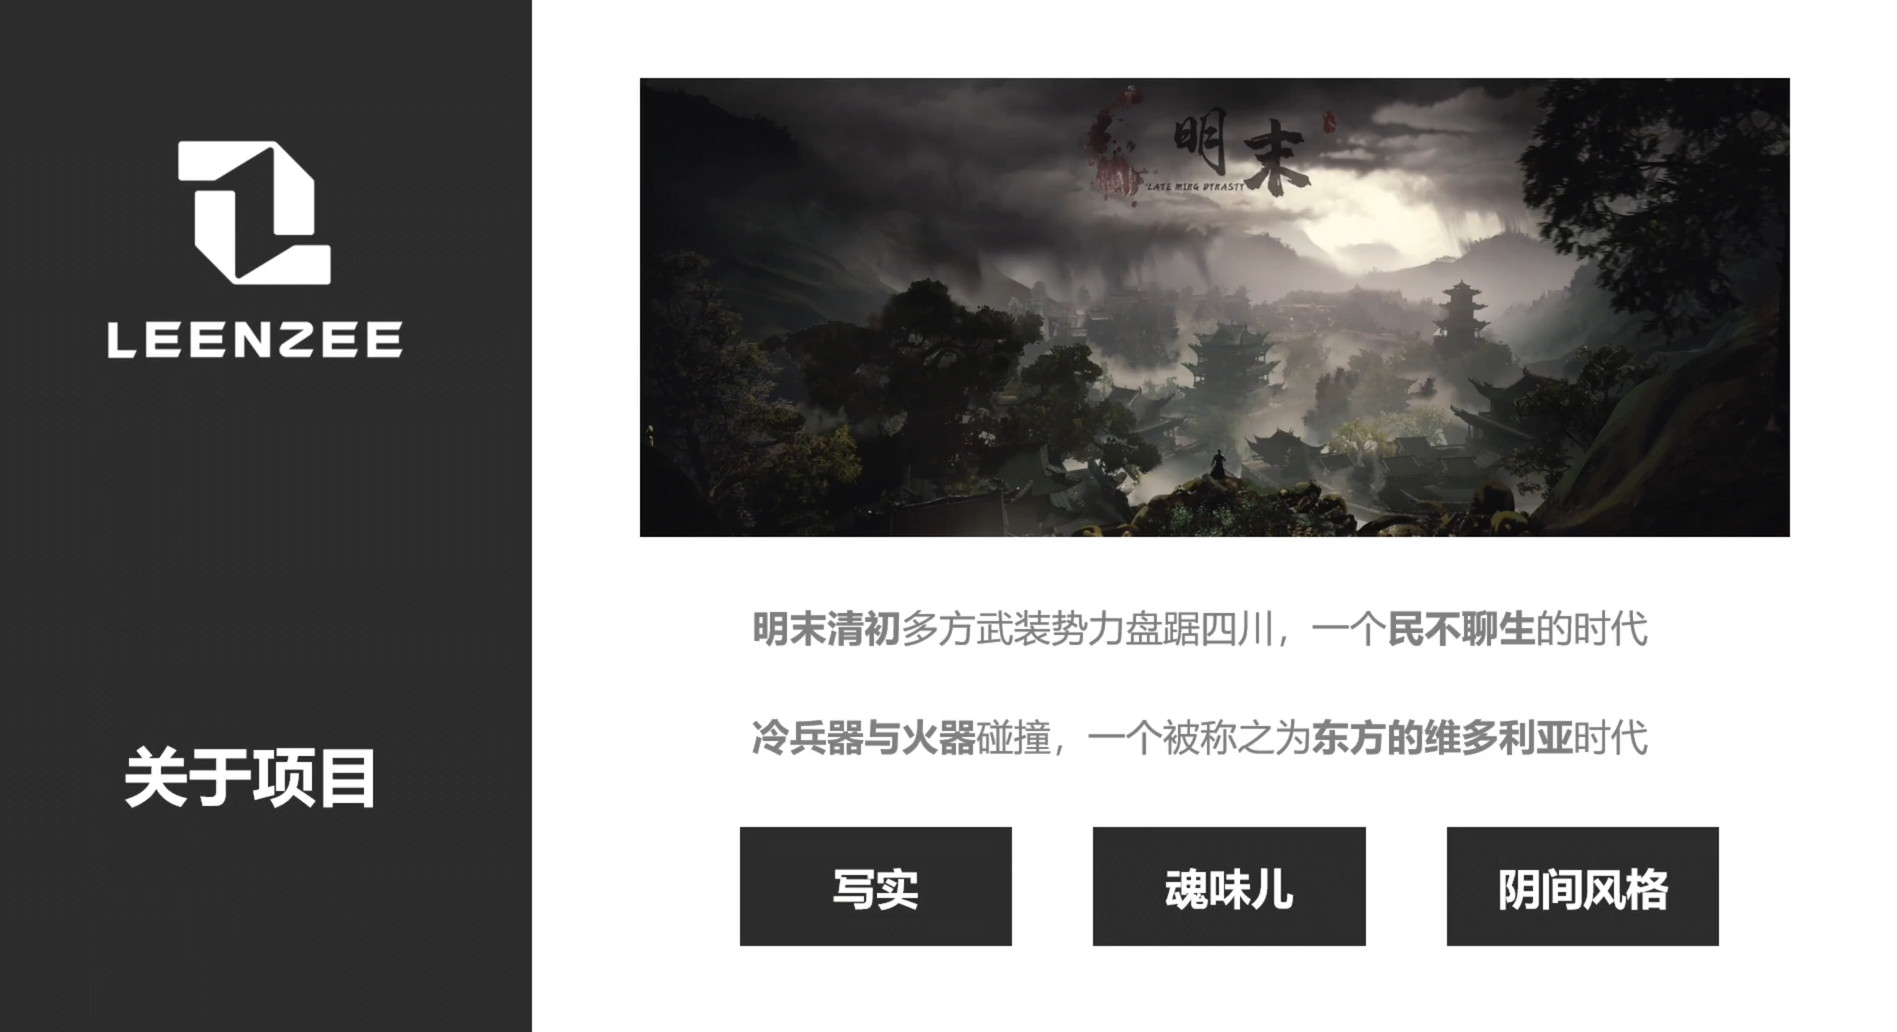 LEENZEE
关于项目
明末
LATE MING DYNASTY
明末清初多方武装势力盘踞四川，一个民不聊生的时代
冷兵器与火器碰撞，一个被称之为东方的维多利亚时代
写实
魂味儿
阴间风格